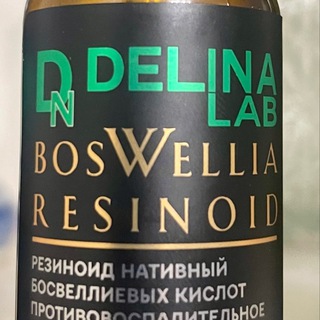 DN DELINA
LAB
BOSWELLIA
RESINOID
РЕЗИНОИД НАТИВНЫЙ
БОСВЕЛЛИЕВЫХ КИСЛОТ
ПРОТИВОВОСПАЛИТЕЛЬНОЕ